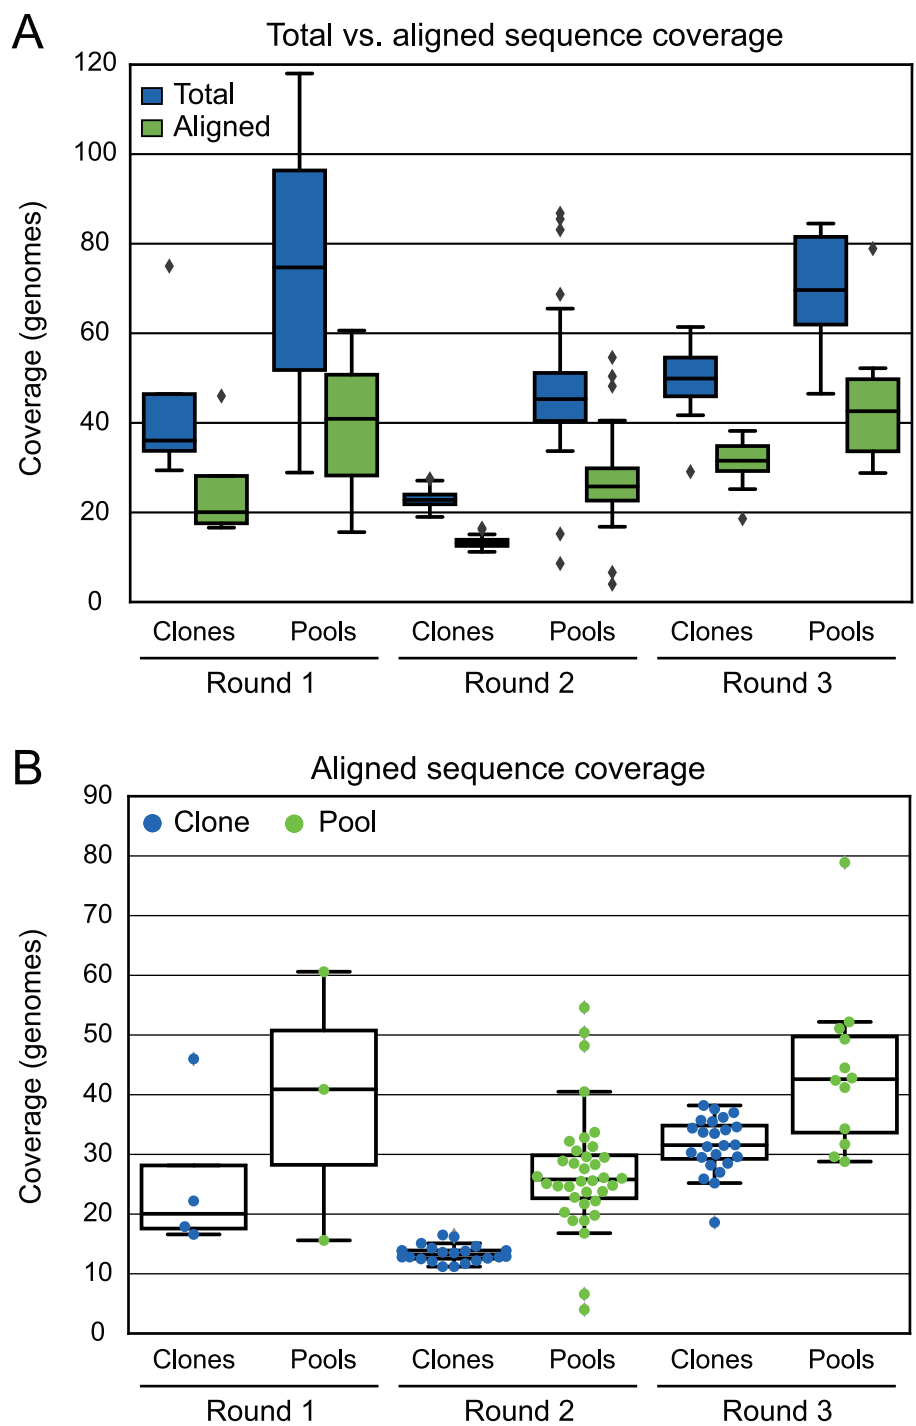 A
Total vs. aligned sequence coverage
120
100
80
60
40
20
0
Coverage (genomes)
Total
Aligned
Clones Pools Clones Pools Clones Pools
Round 1 Round 2 Round 3
B
Aligned sequence coverage
90
80
70
60
50
40
30
20
10
0
Coverage (genomes)
Clone Pool
Clones Pools Clones Pools Clones Pools
Round 1 Round 2 Round 3